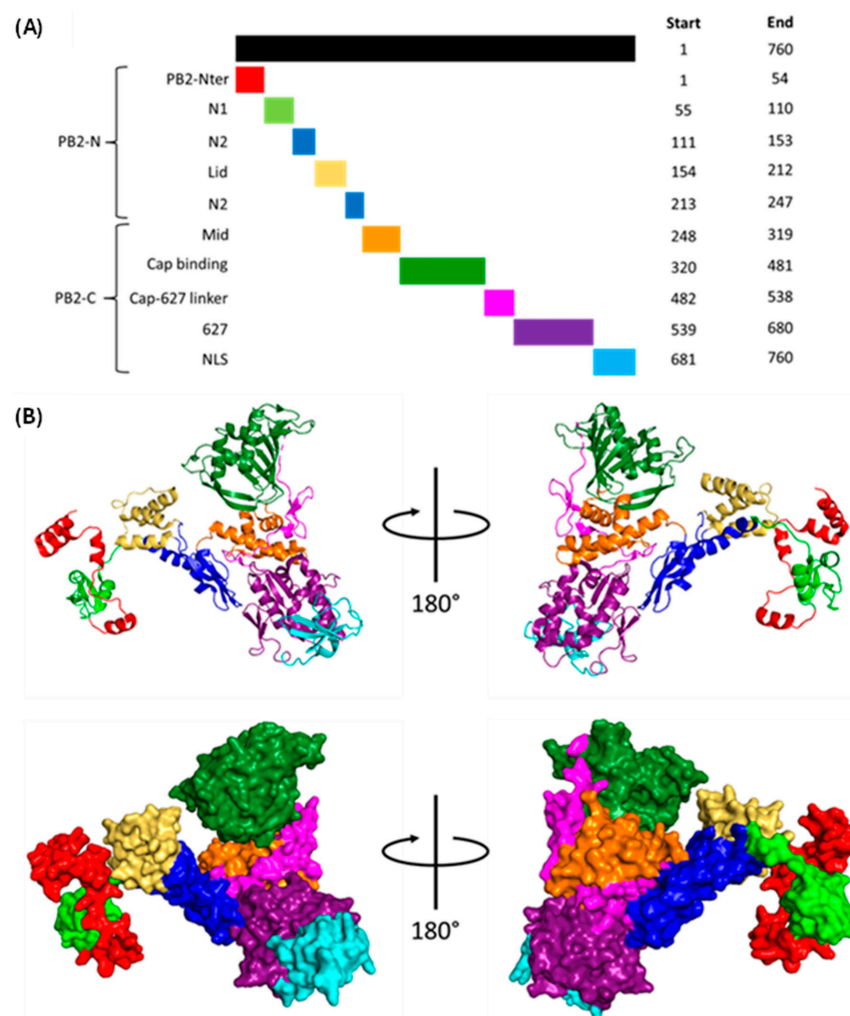 (A)
Start End
1 760
PB2-Nter 1 54
N1 55 110
PB2-N
N2 111 153
Lid 154 212
N2 213 247
Mid 248 319
Cap binding 320 481
PB2-C
Cap-627 linker 482 538
627 539 680
NLS 681 760
(B)
180°
180°